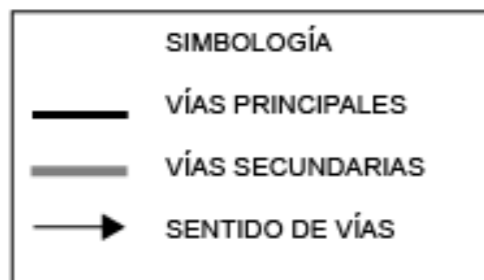 SIMBOLOGÍA
VÍAS PRINCIPALES
VÍAS SECUNDARIAS
SENTIDO DE VÍAS